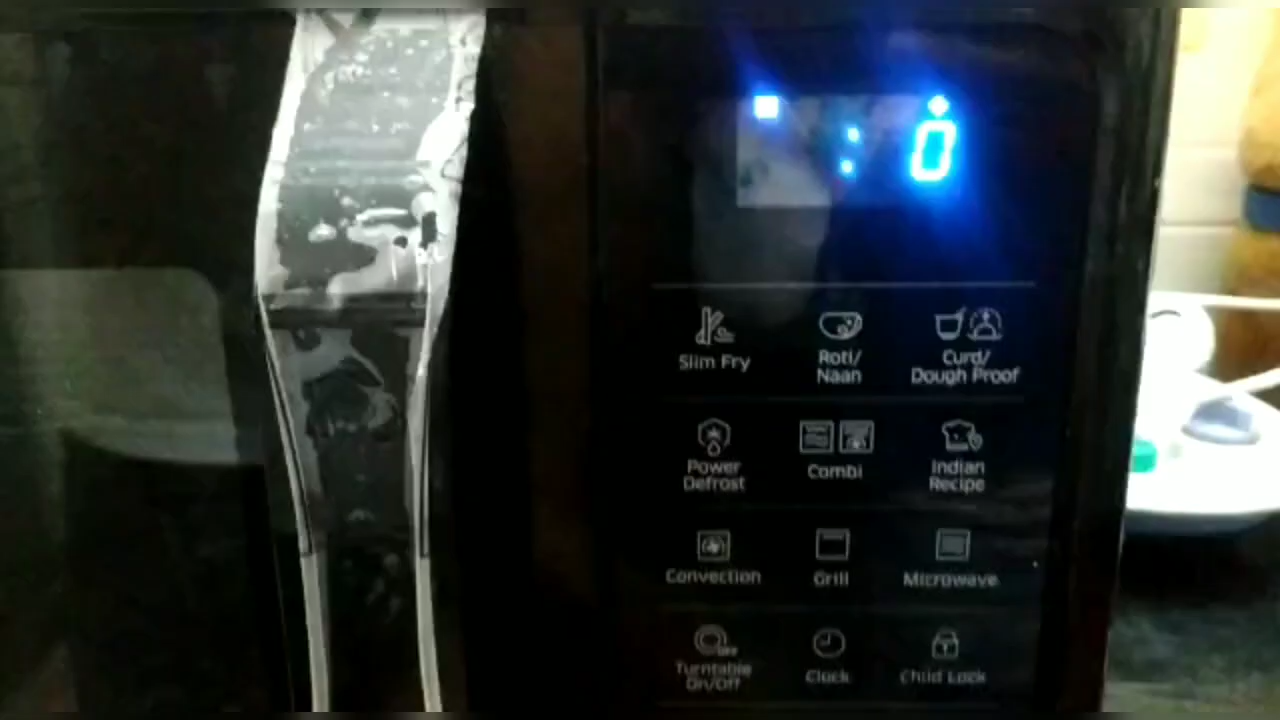 : 0
Slim Fry
Roti/
Naan
Curd/
Dough Proof
Power
Defrost
Combi
Indian
Recipe
Convection
Grill
Microwave
Turntable
On/Off
Clock
Child Lock